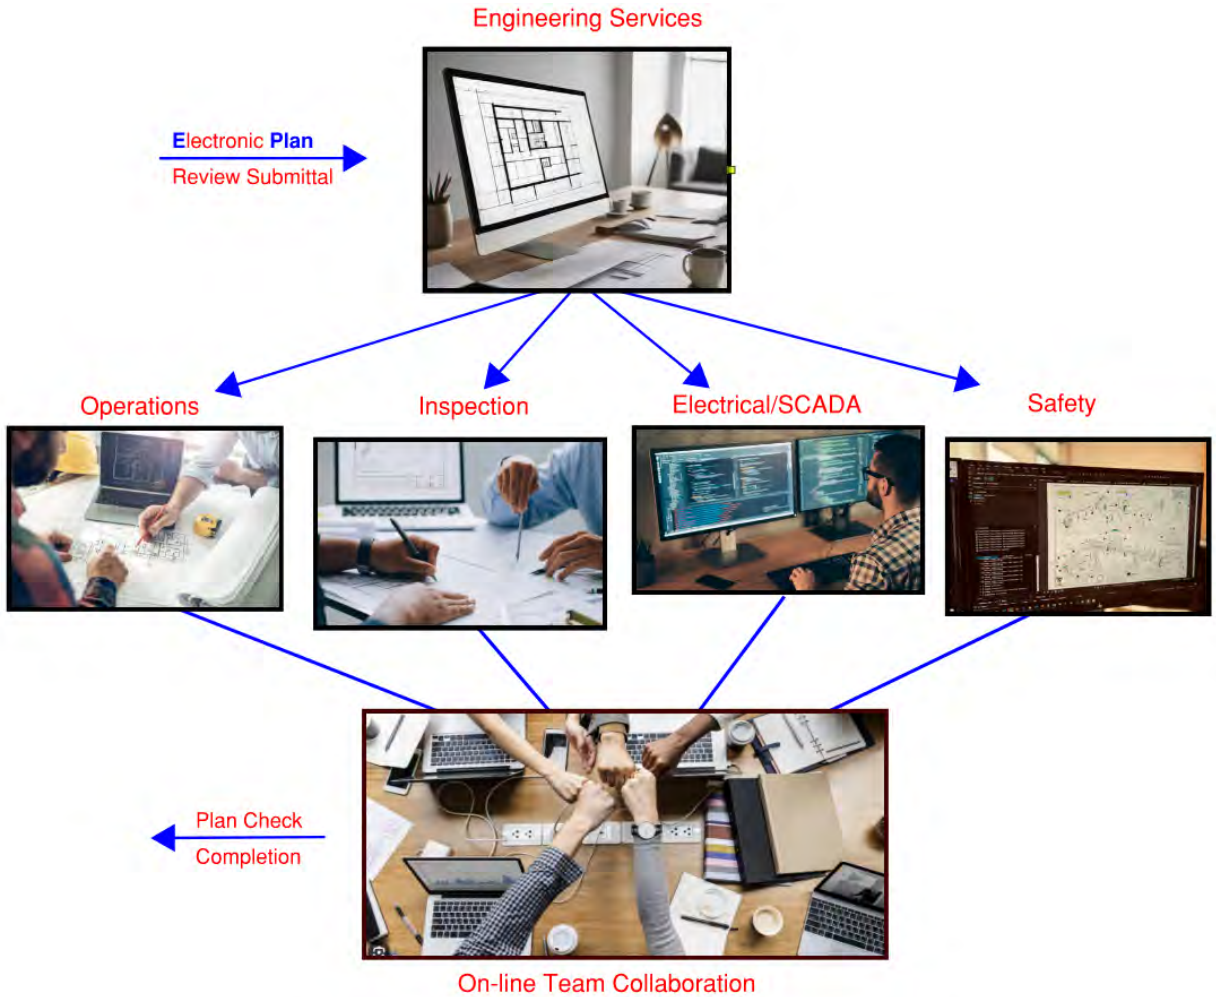 Engineering Services
Electronic Plan
Review Submittal
Operations
Inspection
Electrical/SCADA
Safety
Plan Check
Completion
On-line Team Collaboration